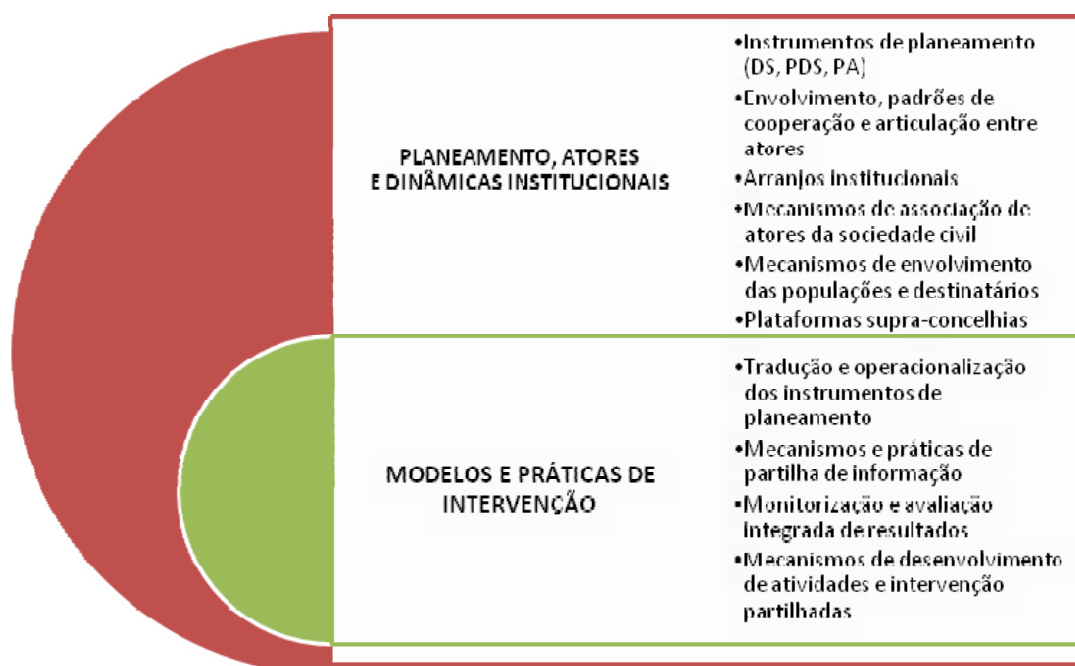 PLANEAMENTO, ATORES
E DINÂMICAS INSTITUCIONAIS
•Instrumentos de planeamento
(DS, PDS, PA)
•Envolvimento, padrões de
cooperação e articulação entre
atores
•Arranjos institucionais
•Mecanismos de associação de
atores da sociedade civil
•Mecanismos de envolvimento
das populações e destinatários
•Plataformas supra-concelhias
MODELOS E PRÁTICAS DE
INTERVENÇÃO
•Tradução e operacionalização
dos instrumentos de
planeamento
•Mecanismos e práticas de
partilha de informação
•Monitorização e avaliação
integrada de resultados
•Mecanismos de desenvolvimento
de atividades e intervenção
partilhadas